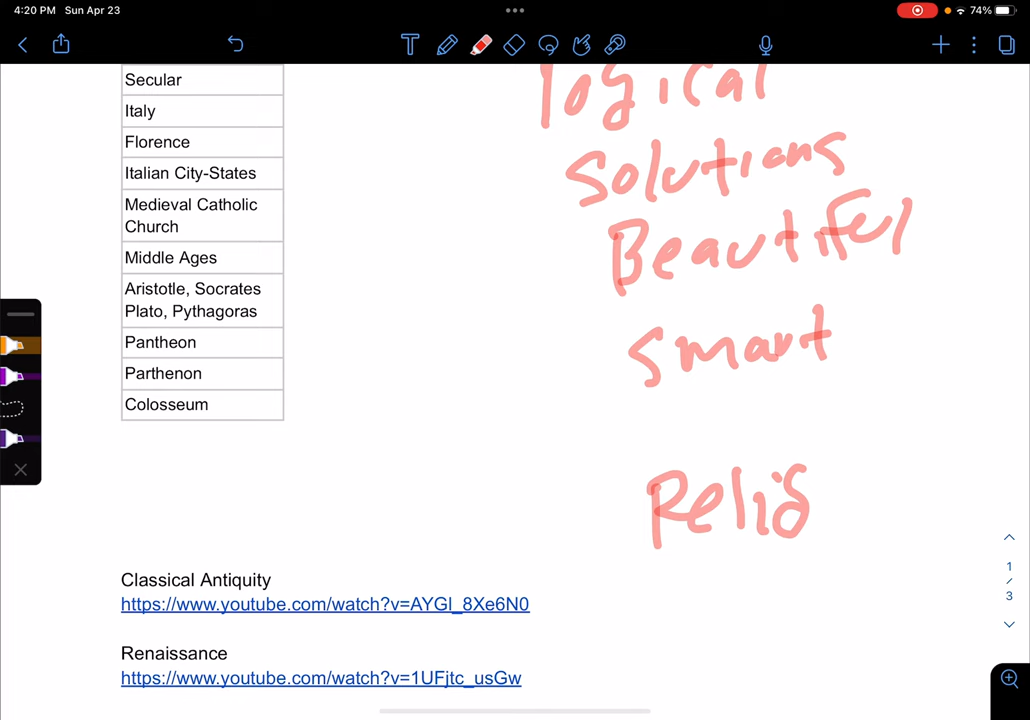 4:20 PM Sun Apr 23
74%
Secular
Italy
Florence
Italian City-States
Medieval Catholic
Church
Middle Ages
Aristotle, Socrates
Plato, Pythagoras
Pantheon
Parthenon
Colosseum
logical
Solutions
Beautiful
Smart
Relig
Classical Antiquity
https://www.youtube.com/watch?v=AYGl_8Xe6N0
Renaissance
https://www.youtube.com/watch?v=1UFjtc_usGw
1
/
3